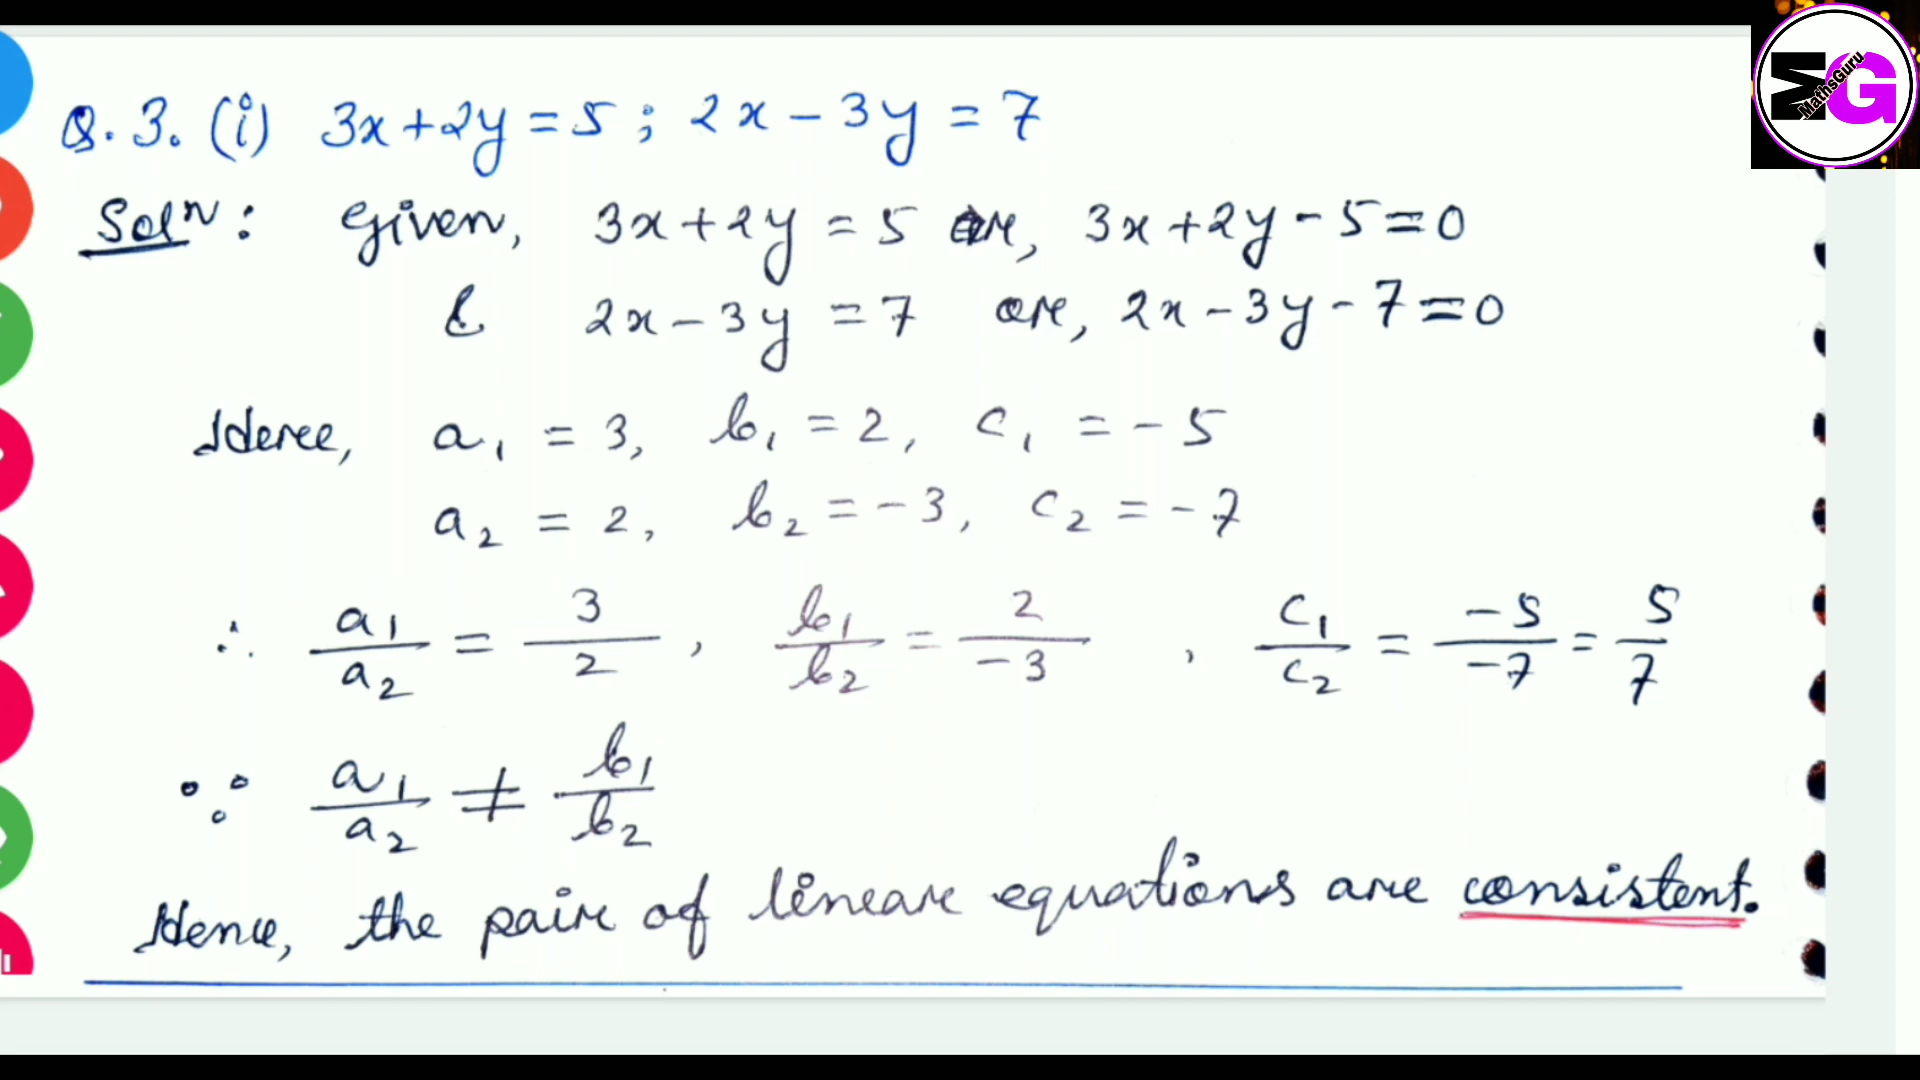 MG
MathsGuru
Q. 3. (i) 3x + 2y = 5 ; 2x - 3y = 7
Solⁿ: Given, 3x + 2y = 5 or, 3x + 2y - 5 = 0
& 2x - 3y = 7 or, 2x - 3y - 7 = 0
Here, a₁ = 3, b₁ = 2, c₁ = -5
a₂ = 2, b₂ = -3, c₂ = -7
∴ a₁/a₂ = 3/2, b₁/b₂ = 2/-3, c₁/c₂ = -5/-7 = 5/7
∵ a₁/a₂ ≠ b₁/b₂
Hence, the pair of linear equations are consistent.